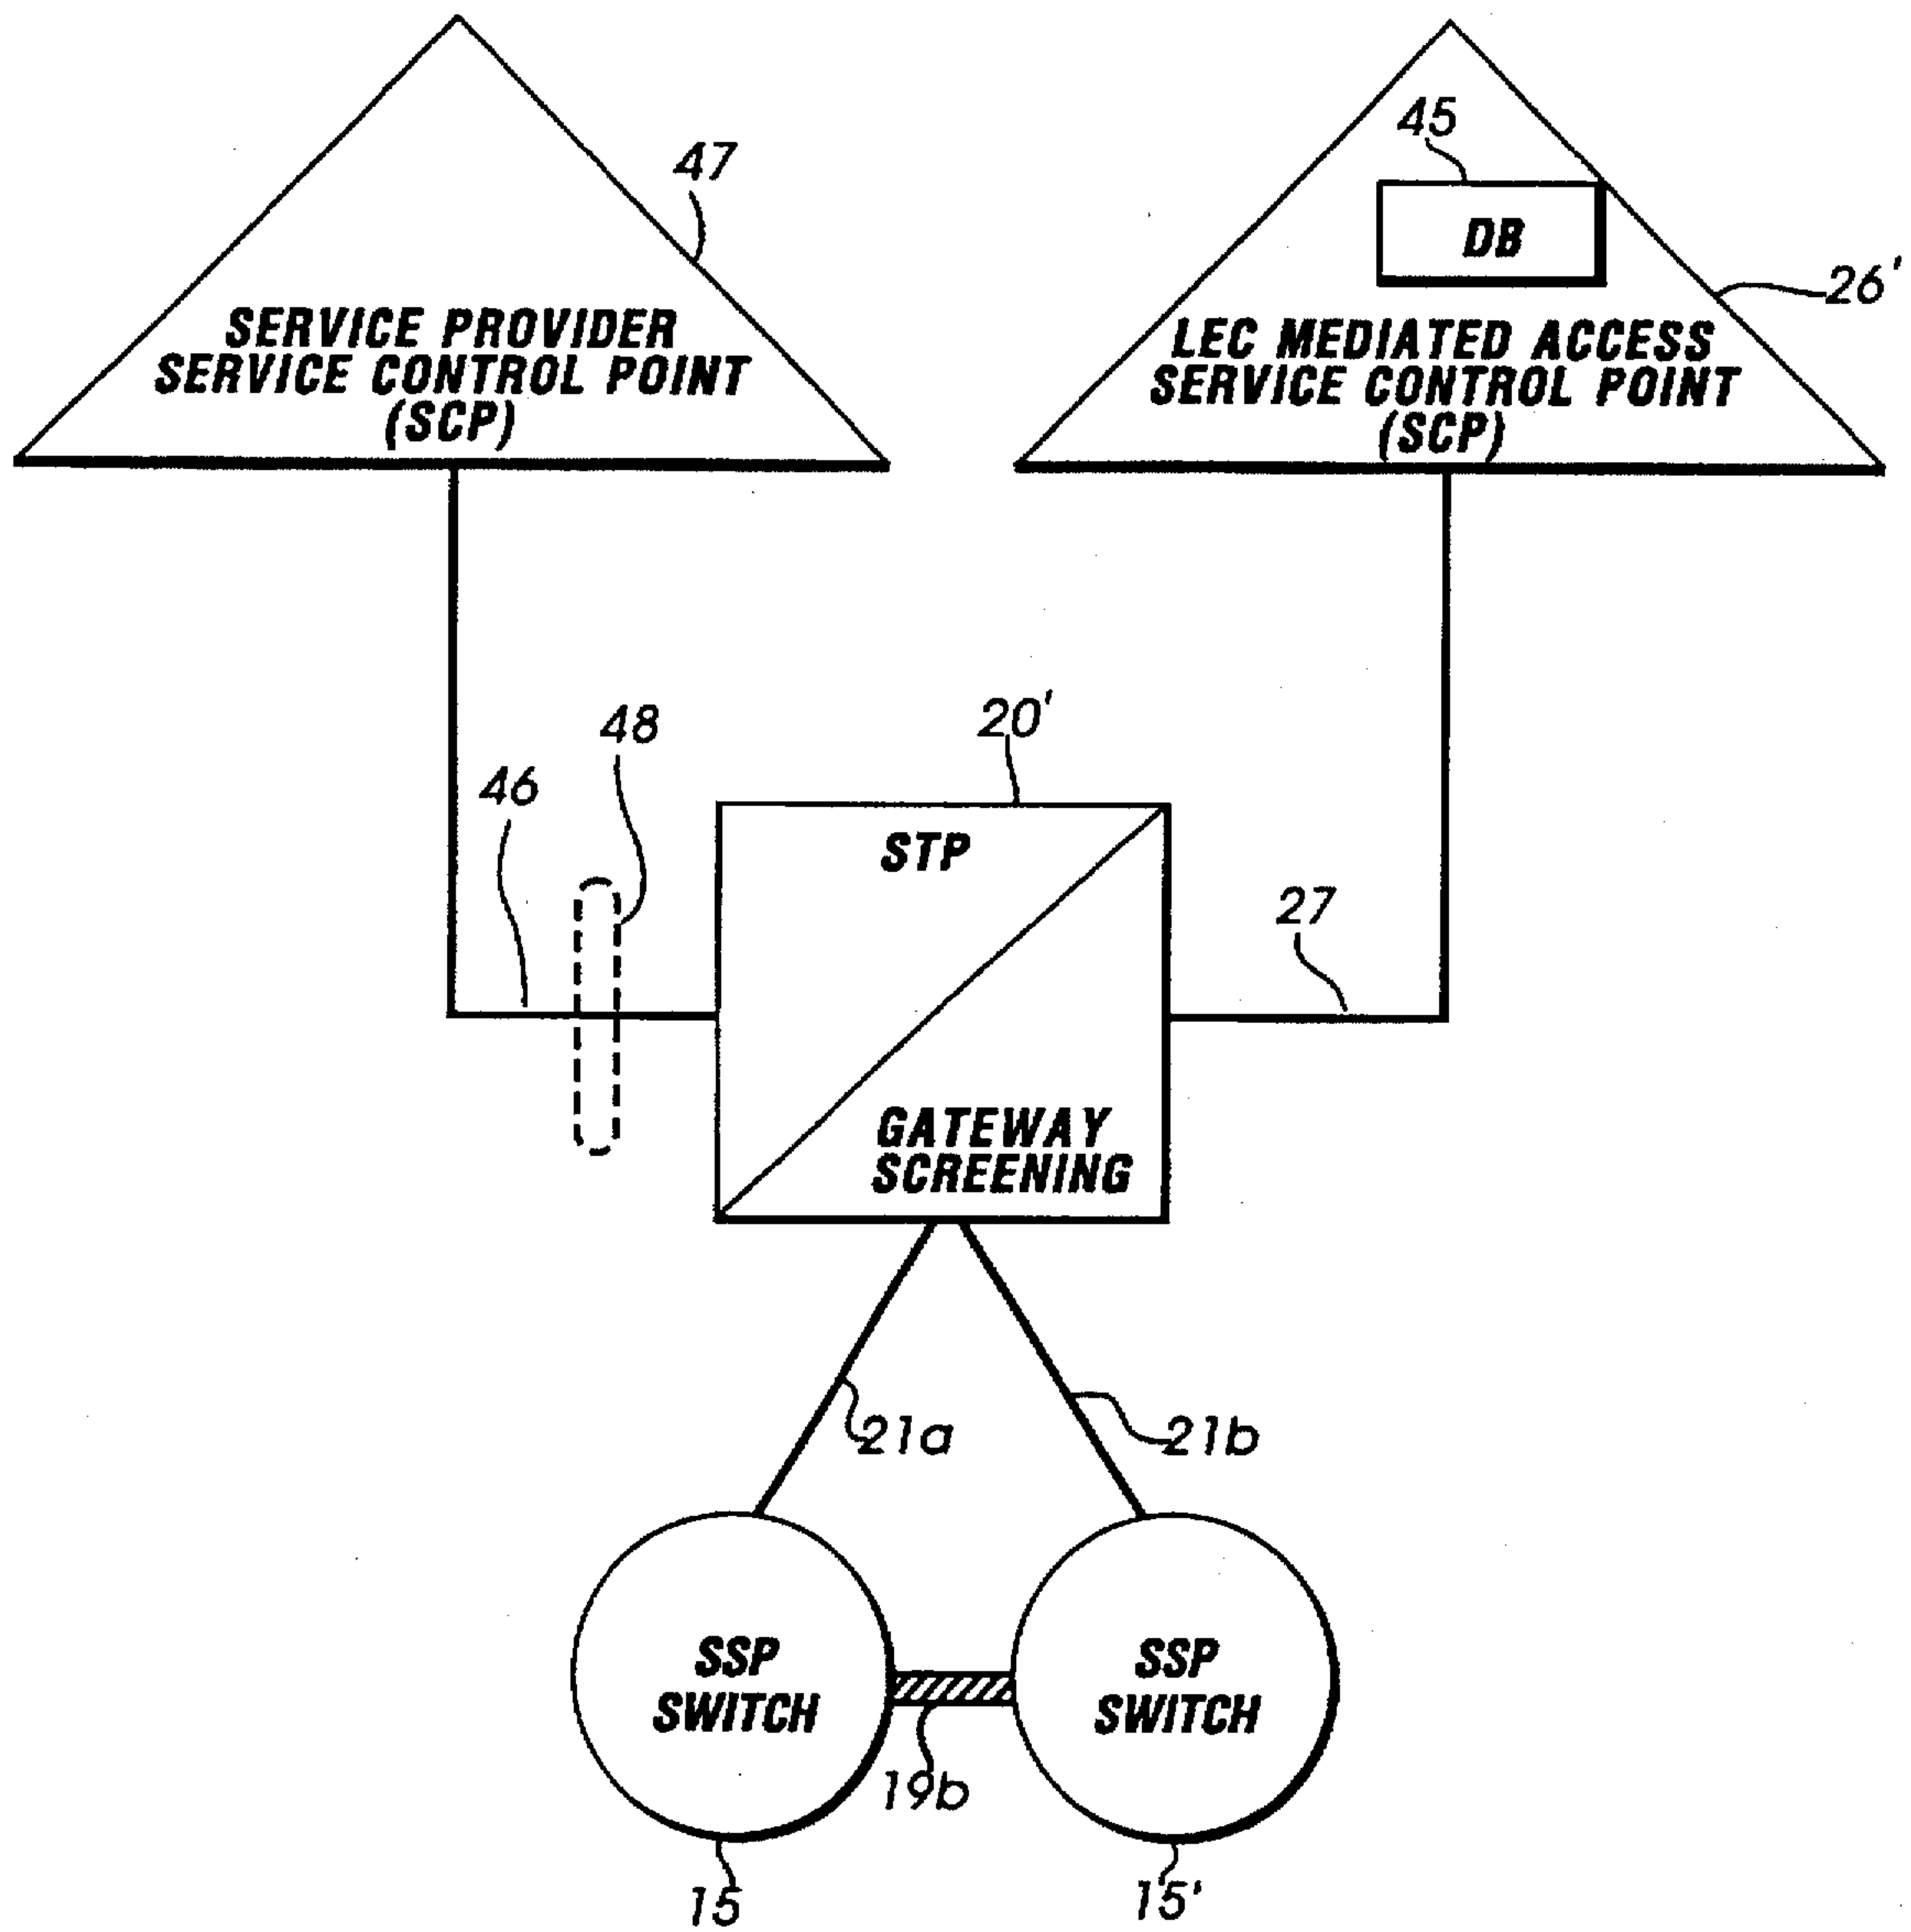 47
SERVICE PROVIDER
SERVICE CONTROL POINT
(SCP)
45
DB
26'
LEC MEDIATED ACCESS
SERVICE CONTROL POINT
(SCP)
48
46
20'
STP
27
GATEWAY
SCREENING
21a
21b
SSP
SWITCH
SSP
SWITCH
19b
15
15'